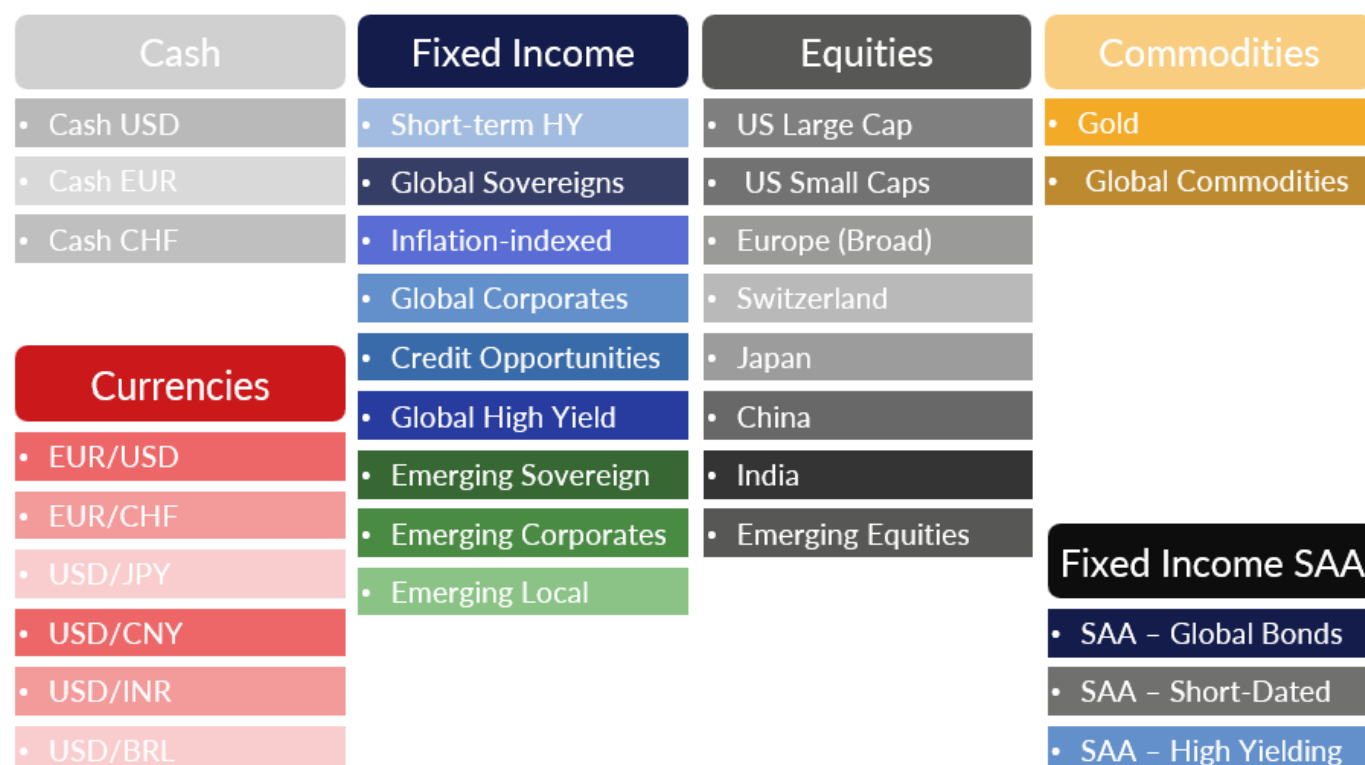 Cash
• Cash USD
• Cash EUR
• Cash CHF
Currencies
• EUR/USD
• EUR/CHF
• USD/JPY
• USD/CNY
• USD/INR
• USD/BRL
Fixed Income
• Short-term HY
• Global Sovereigns
• Inflation-indexed
• Global Corporates
• Credit Opportunities
• Global High Yield
• Emerging Sovereign
• Emerging Corporates
• Emerging Local
Equities
• US Large Cap
• US Small Caps
• Europe (Broad)
• Switzerland
• Japan
• China
• India
• Emerging Equities
Commodities
• Gold
• Global Commodities
Fixed Income SAA
• SAA – Global Bonds
• SAA – Short-Dated
• SAA – High Yielding